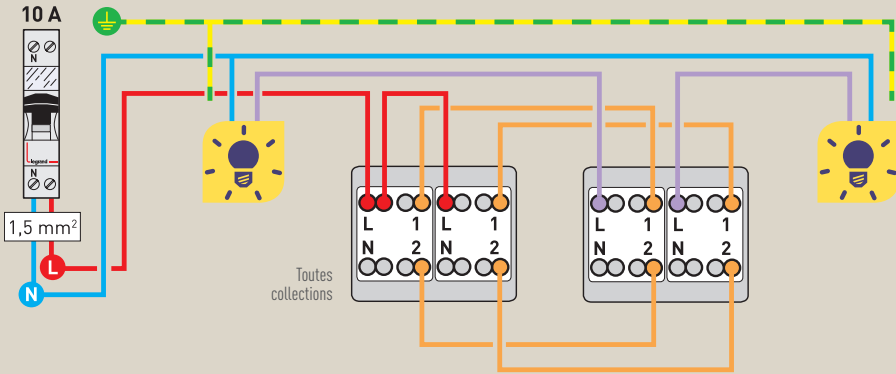 10 A
N
legrand
N
1,5 mm²
L
N
Toutes
collections
L 1 L 1
N 2 N 2
L 1 L 1
N 2 N 2